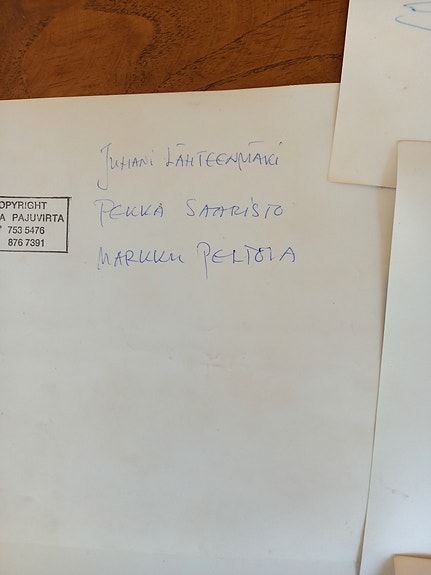 Juhani Lähteenmäki
Pekka Saaristo
Markku Peltola
OPYRIGHT
A PAJUVIRTA
753 5476
876 7391